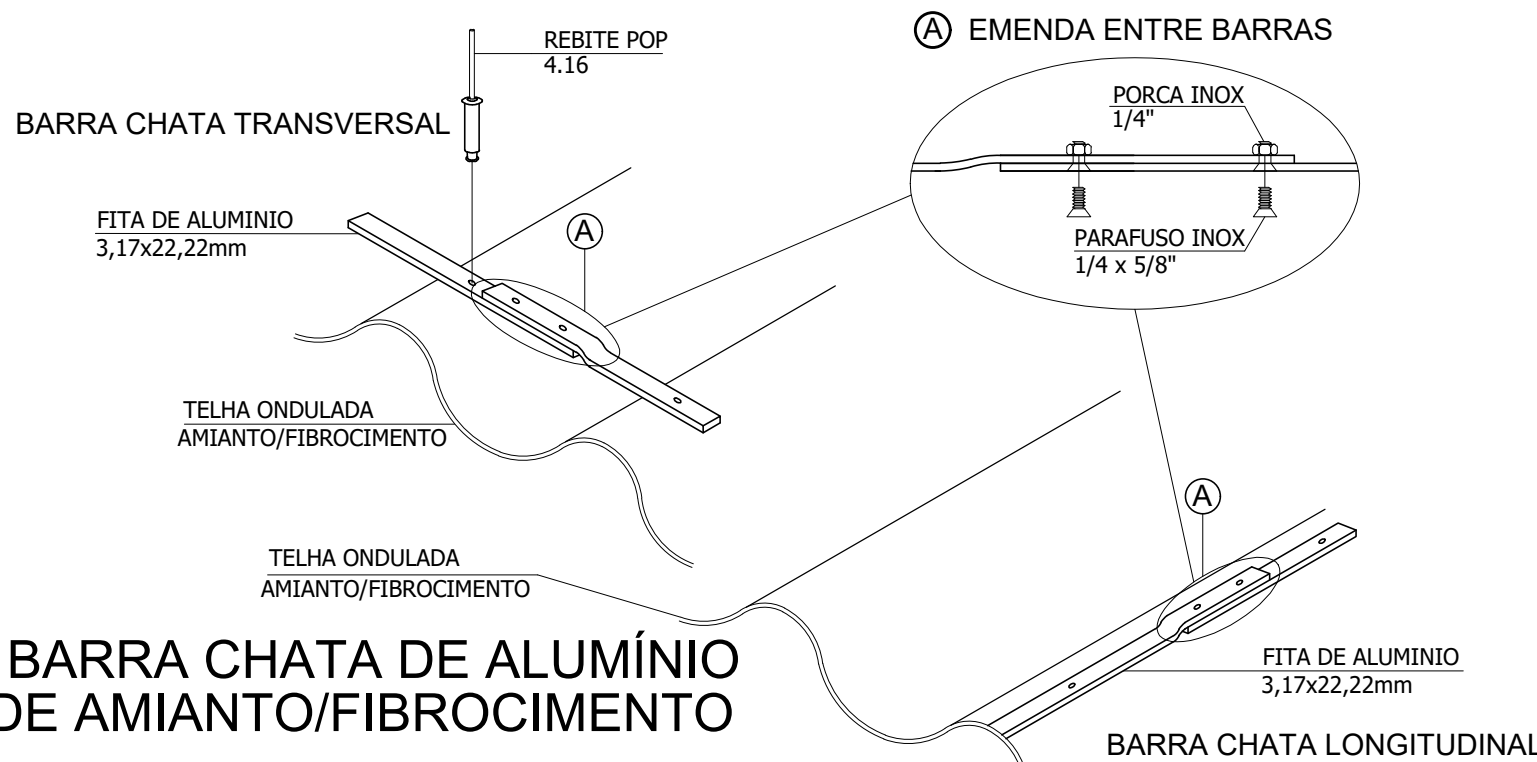 REBITE POP
4.16
BARRA CHATA TRANSVERSAL
FITA DE ALUMINIO
3,17x22,22mm
A
TELHA ONDULADA
AMIANTO/FIBROCIMENTO
A EMENDA ENTRE BARRAS
PORCA INOX
1/4"
PARAFUSO INOX
1/4 x 5/8"
TELHA ONDULADA
AMIANTO/FIBROCIMENTO
A
FITA DE ALUMINIO
3,17x22,22mm
BARRA CHATA LONGITUDINAL
BARRA CHATA DE ALUMÍNIO
DE AMIANTO/FIBROCIMENTO